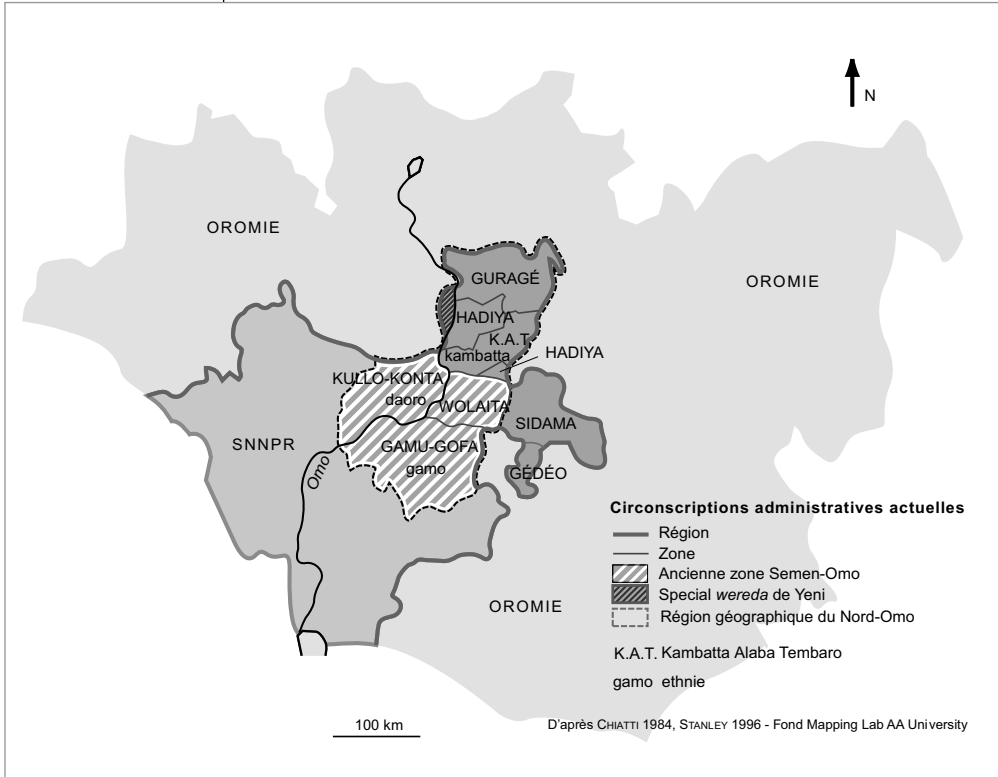 N
OROMIE
GURAGÉ
OROMIE
HADIYA
K.A.T.
kambatta
HADIYA
KULLO-KONTA
daoro
WOLAITA
SIDAMA
SNNPR
GAMU-GOFA
gamo
Omo
GÉDÉO
OROMIE
Circonscriptions administratives actuelles
Région
Zone
Ancienne zone Semen-Omo
Special wereda de Yeni
Région géographique du Nord-Omo
K.A.T. Kambatta Alaba Tembaro
gamo ethnie
100 km
D'après CHIATTI 1984, STANLEY 1996 - Fond Mapping Lab AA University